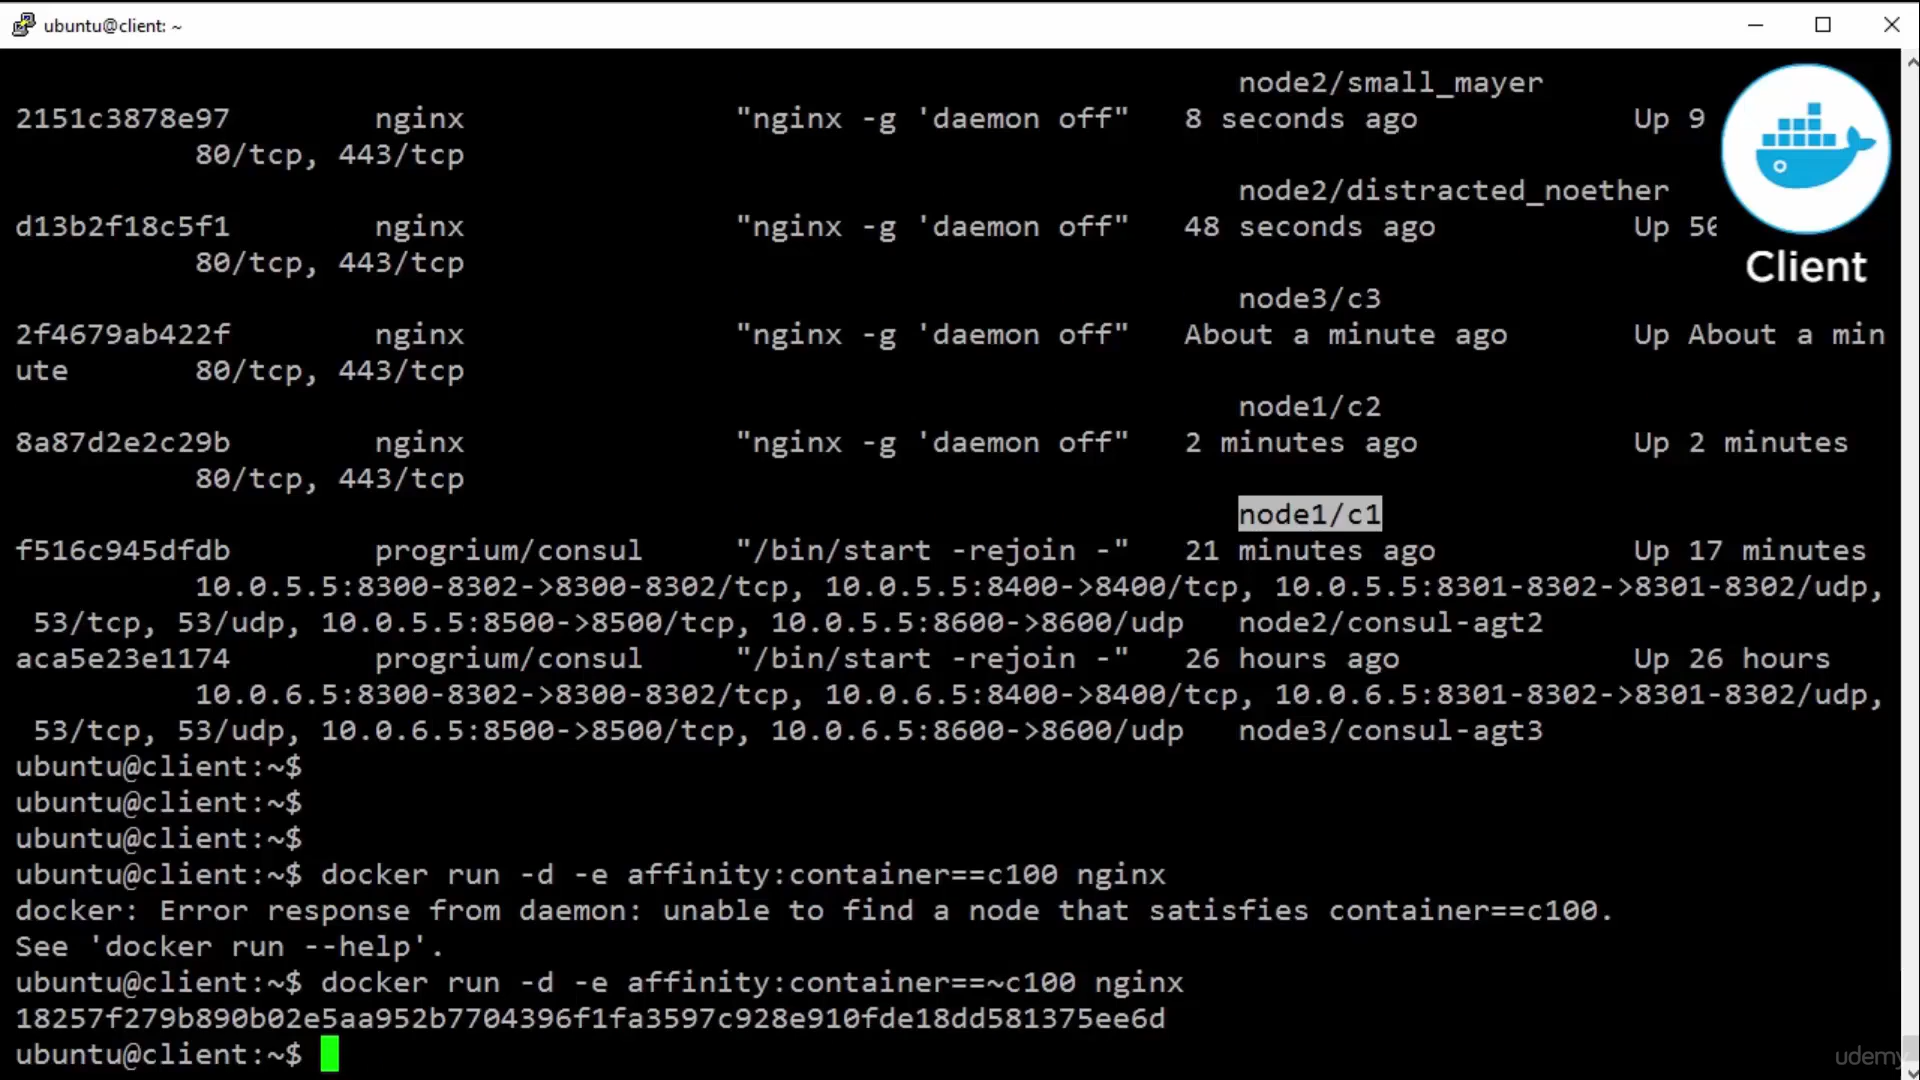 ubuntu@client: ~
node2/small_mayer
2151c3878e97 nginx "nginx -g 'daemon off" 8 seconds ago Up 9
80/tcp, 443/tcp
node2/distracted_noether
d13b2f18c5f1 nginx "nginx -g 'daemon off" 48 seconds ago Up 50
80/tcp, 443/tcp
Client
node3/c3
2f4679ab422f nginx "nginx -g 'daemon off" About a minute ago Up About a min
ute 80/tcp, 443/tcp
node1/c2
8a87d2e2c29b nginx "nginx -g 'daemon off" 2 minutes ago Up 2 minutes
80/tcp, 443/tcp
node1/c1
f516c945dfdb progrium/consul "/bin/start -rejoin -" 21 minutes ago Up 17 minutes
10.0.5.5:8300-8302->8300-8302/tcp, 10.0.5.5:8400->8400/tcp, 10.0.5.5:8301-8302->8301-8302/udp,
53/tcp, 53/udp, 10.0.5.5:8500->8500/tcp, 10.0.5.5:8600->8600/udp node2/consul-agt2
aca5e23e1174 progrium/consul "/bin/start -rejoin -" 26 hours ago Up 26 hours
10.0.6.5:8300-8302->8300-8302/tcp, 10.0.6.5:8400->8400/tcp, 10.0.6.5:8301-8302->8301-8302/udp,
53/tcp, 53/udp, 10.0.6.5:8500->8500/tcp, 10.0.6.5:8600->8600/udp node3/consul-agt3
ubuntu@client:~$
ubuntu@client:~$
ubuntu@client:~$
ubuntu@client:~$ docker run -d -e affinity:container==c100 nginx
docker: Error response from daemon: unable to find a node that satisfies container==c100.
See 'docker run --help'.
ubuntu@client:~$ docker run -d -e affinity:container==~c100 nginx
18257f279b890b02e5aa952b7704396f1fa3597c928e910fde18dd581375ee6d
ubuntu@client:~$
udemy